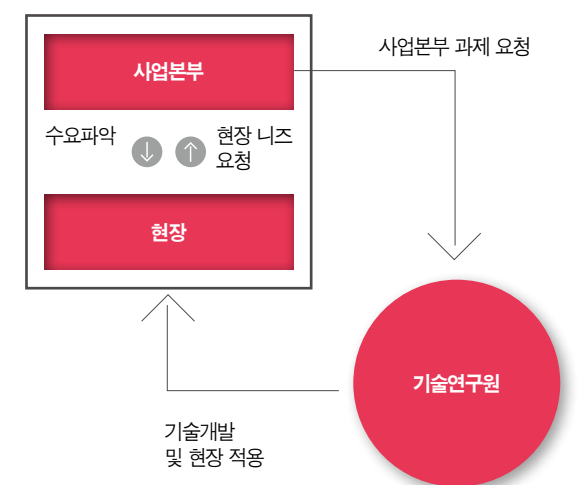 사업본부 과제 요청
사업본부
수요파악
현장 니즈
요청
현장
기술연구원
기술개발
및 현장 적용